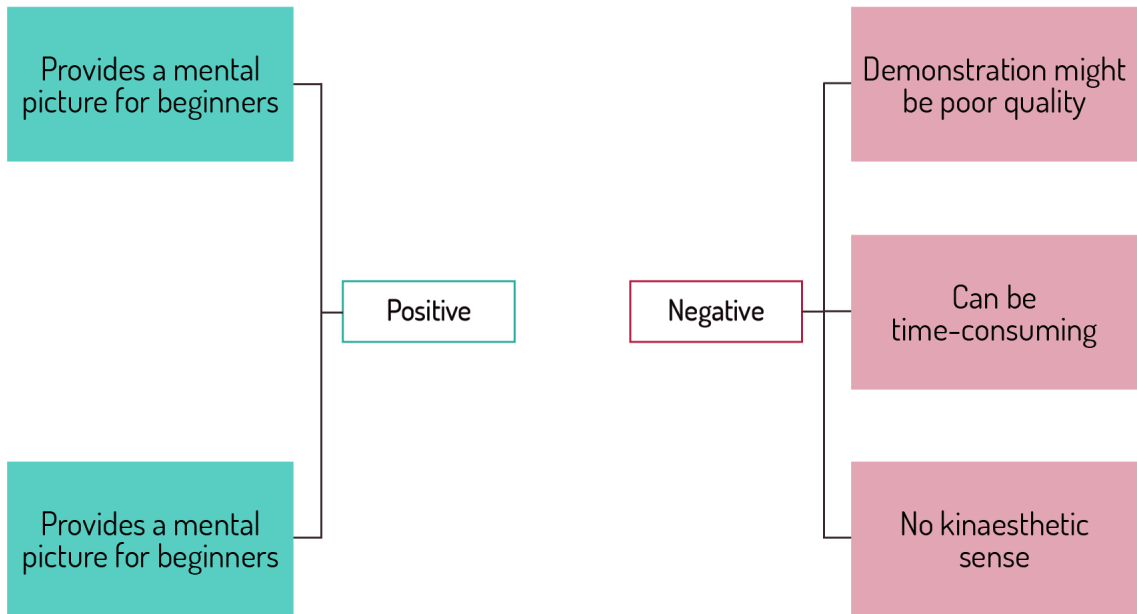 Provides a mental
picture for beginners
Provides a mental
picture for beginners
Positive
Negative
Demonstration might
be poor quality
Can be
time-consuming
No kinaesthetic
sense